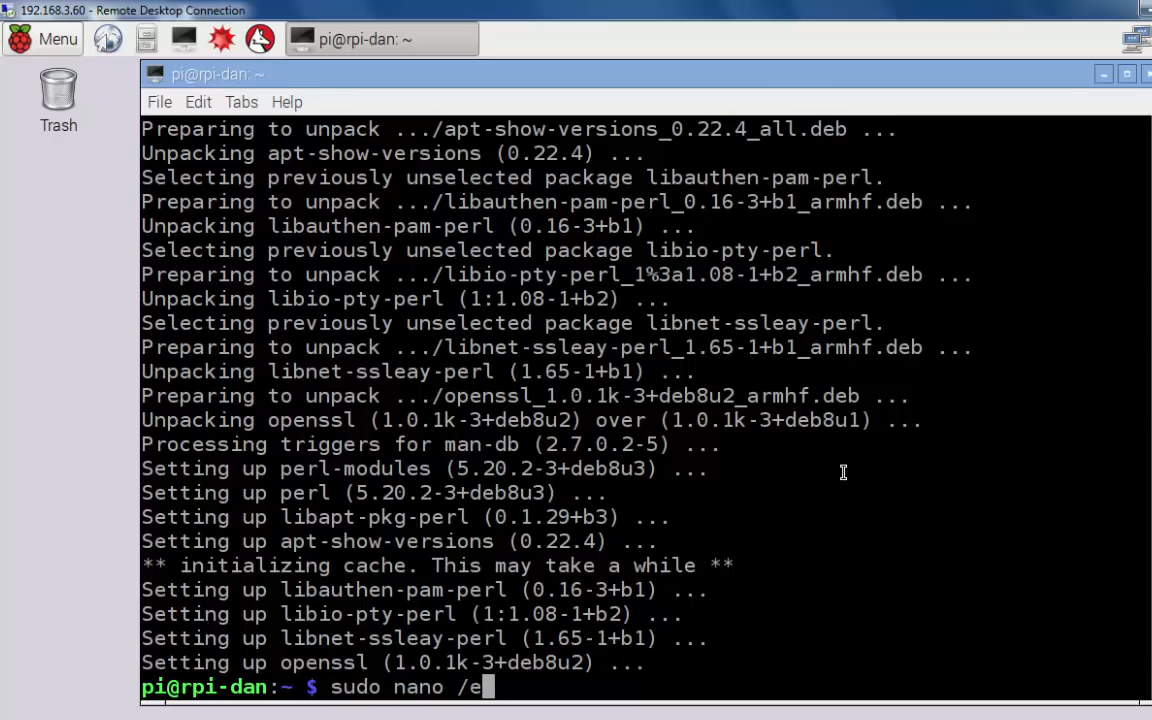 192.168.3.60 - Remote Desktop Connection
Menu pi@rpi-dan: ~
Trash
pi@rpi-dan: ~
File Edit Tabs Help
Preparing to unpack .../apt-show-versions_0.22.4_all.deb ...
Unpacking apt-show-versions (0.22.4) ...
Selecting previously unselected package libauthen-pam-perl.
Preparing to unpack .../libauthen-pam-perl_0.16-3+b1_armhf.deb ...
Unpacking libauthen-pam-perl (0.16-3+b1) ...
Selecting previously unselected package libio-pty-perl.
Preparing to unpack .../libio-pty-perl_1%3a1.08-1+b2_armhf.deb ...
Unpacking libio-pty-perl (1:1.08-1+b2) ...
Selecting previously unselected package libnet-ssleay-perl.
Preparing to unpack .../libnet-ssleay-perl_1.65-1+b1_armhf.deb ...
Unpacking libnet-ssleay-perl (1.65-1+b1) ...
Preparing to unpack .../openssl_1.0.1k-3+deb8u2_armhf.deb ...
Unpacking openssl (1.0.1k-3+deb8u2) over (1.0.1k-3+deb8u1) ...
Processing triggers for man-db (2.7.0.2-5) ...
Setting up perl-modules (5.20.2-3+deb8u3) ...
Setting up perl (5.20.2-3+deb8u3) ...
Setting up libapt-pkg-perl (0.1.29+b3) ...
Setting up apt-show-versions (0.22.4) ...
** initializing cache. This may take a while **
Setting up libauthen-pam-perl (0.16-3+b1) ...
Setting up libio-pty-perl (1:1.08-1+b2) ...
Setting up libnet-ssleay-perl (1.65-1+b1) ...
Setting up openssl (1.0.1k-3+deb8u2) ...
pi@rpi-dan:~ $ sudo nano /e